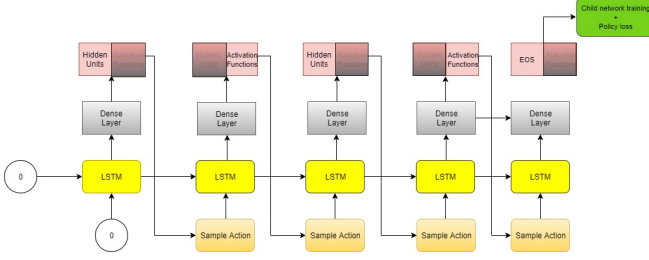 Child network training
+
Policy loss
Hidden
Units
Activation
Functions
Hidden
Units
Activation
Functions
EOS
Dense
Layer
Dense
Layer
Dense
Layer
Dense
Layer
Dense
Layer
0
LSTM
LSTM
LSTM
LSTM
LSTM
0
Sample Action
Sample Action
Sample Action
Sample Action